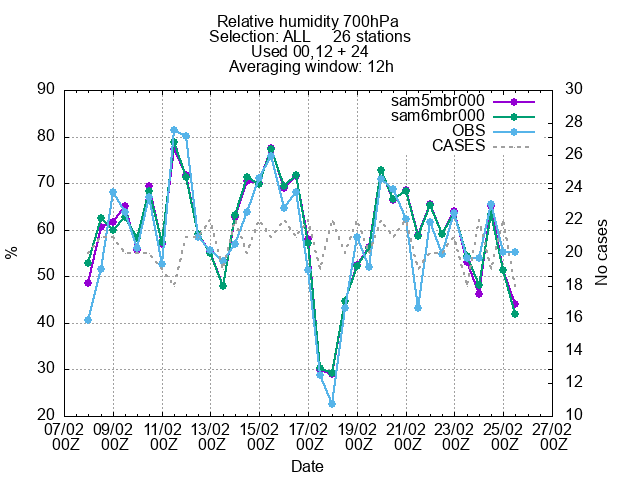 Relative humidity 700hPa
Selection: ALL 26 stations
Used 00,12 + 24
Averaging window: 12h
sam5mbr000
sam6mbr000
OBS
CASES
%
90
80
70
60
50
40
30
20
No cases
30
28
26
24
22
20
18
16
14
12
10
07/02 09/02 11/02 13/02 15/02 17/02 19/02 21/02 23/02 25/02 27/02
00Z 00Z 00Z 00Z 00Z 00Z 00Z 00Z 00Z 00Z 00Z
Date